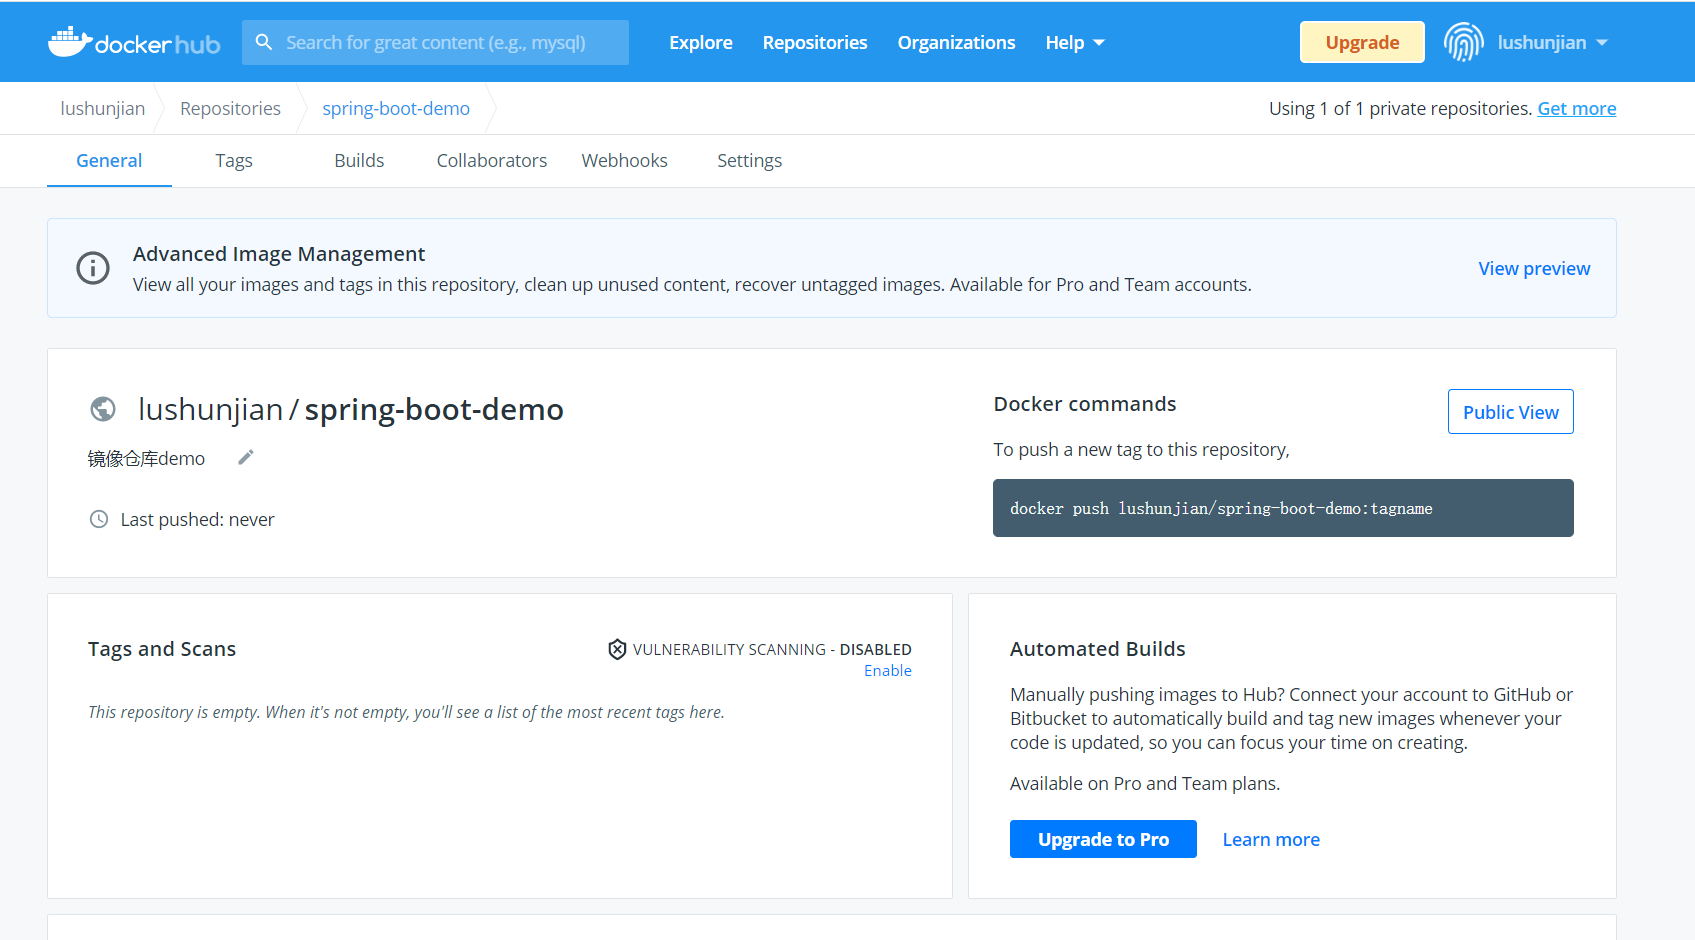 docker hub
Search for great content (e.g., mysql)
Explore
Repositories
Organizations
Help
Upgrade
lushunjian
lushunjian
Repositories
spring-boot-demo
Using 1 of 1 private repositories. Get more
General
Tags
Builds
Collaborators
Webhooks
Settings
Advanced Image Management
View all your images and tags in this repository, clean up unused content, recover untagged images. Available for Pro and Team accounts.
View preview
lushunjian / spring-boot-demo
镜像仓库demo
Last pushed: never
Docker commands
Public View
To push a new tag to this repository,
docker push lushunjian/spring-boot-demo:tagname
Tags and Scans
VULNERABILITY SCANNING - DISABLED
Enable
This repository is empty. When it's not empty, you'll see a list of the most recent tags here.
Automated Builds
Manually pushing images to Hub? Connect your account to GitHub or
Bitbucket to automatically build and tag new images whenever your
code is updated, so you can focus your time on creating.
Available on Pro and Team plans.
Upgrade to Pro
Learn more